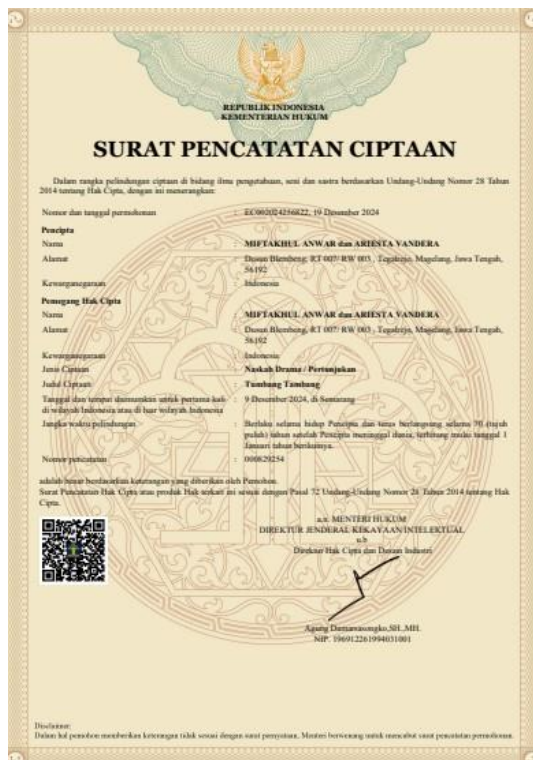 REPUBLIK INDONESIA
KEMENTERIAN HUKUM
SURAT PENCATATAN CIPTAAN
Dalam rangka pelindungan ciptaan di bidang ilmu pengetahuan, seni dan sastra berdasarkan Undang-Undang Nomor 28 Tahun
2014 tentang Hak Cipta, dengan ini menerangkan:
Nomor dan tanggal permohonan : EC002024256822, 19 Desember 2024
Pencipta
Nama : MIFTAKHUL ANWAR dan ARIESTA VANDERA
Alamat : Dusun Blembeng, RT 007/ RW 003 , Tegalrejo, Magelang, Jawa Tengah,
56192
Kewarganegaraan : Indonesia
Pemegang Hak Cipta
Nama : MIFTAKHUL ANWAR dan ARIESTA VANDERA
Alamat : Dusun Blembeng, RT 007/ RW 003 , Tegalrejo, Magelang, Jawa Tengah,
56192
Kewarganegaraan : Indonesia
Jenis Ciptaan : Naskah Drama / Pertunjukan
Judul Ciptaan : Tumbang Tambang
Tanggal dan tempat diumumkan untuk pertama kali : 9 Desember 2024, di Semarang
di wilayah Indonesia atau di luar wilayah Indonesia
Jangka waktu pelindungan : Berlaku selama hidup Pencipta dan terus berlangsung selama 70 (tujuh
puluh) tahun setelah Pencipta meninggal dunia, terhitung mulai tanggal 1
Januari tahun berikutnya.
Nomor pencatatan : 000829254
adalah benar berdasarkan keterangan yang diberikan oleh Pemohon.
Surat Pencatatan Hak Cipta atau produk Hak terkait ini sesuai dengan Pasal 72 Undang-Undang Nomor 28 Tahun 2014 tentang Hak
Cipta.
a.n. MENTERI HUKUM
DIREKTUR JENDERAL KEKAYAAN INTELEKTUAL
u.b
Direktur Hak Cipta dan Desain Industri
Agung Damarsasongko,SH.,MH.
NIP. 196912261994031001
Disclaimer:
Dalam hal pemohon memberikan keterangan tidak sesuai dengan surat pernyataan, Menteri berwenang untuk mencabut surat pencatatan permohonan.